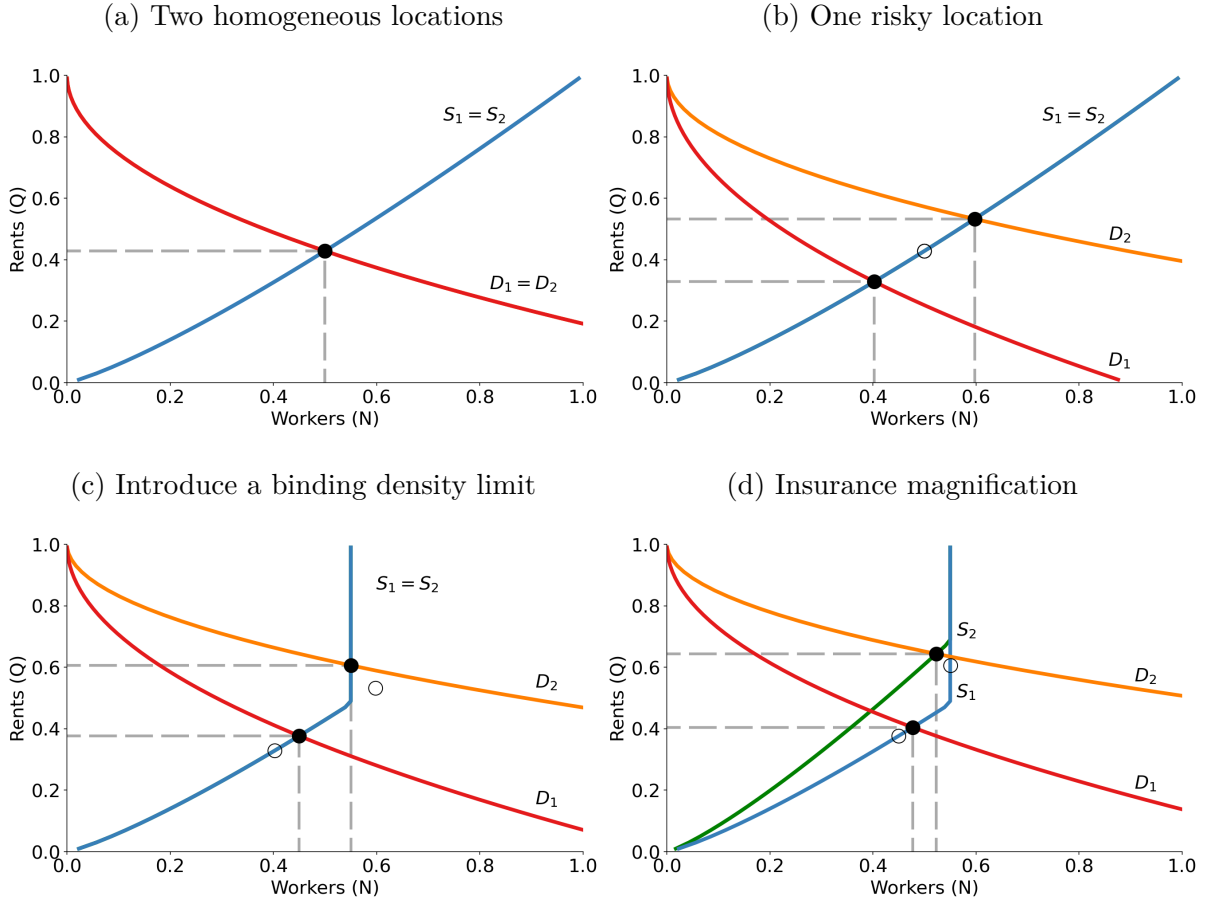 (a) Two homogeneous locations
1.0
0.8
0.6
0.4
0.2
0.0
Rents (Q)
S₁ = S₂
D₁ = D₂
0.0 0.2 0.4 0.6 0.8 1.0
Workers (N)
(b) One risky location
1.0
0.8
0.6
0.4
0.2
0.0
Rents (Q)
S₁ = S₂
D₂
D₁
0.0 0.2 0.4 0.6 0.8 1.0
Workers (N)
(c) Introduce a binding density limit
1.0
0.8
0.6
0.4
0.2
0.0
Rents (Q)
S₁ = S₂
D₂
D₁
0.0 0.2 0.4 0.6 0.8 1.0
Workers (N)
(d) Insurance magnification
1.0
0.8
0.6
0.4
0.2
0.0
Rents (Q)
S₂
D₂
S₁
D₁
0.0 0.2 0.4 0.6 0.8 1.0
Workers (N)